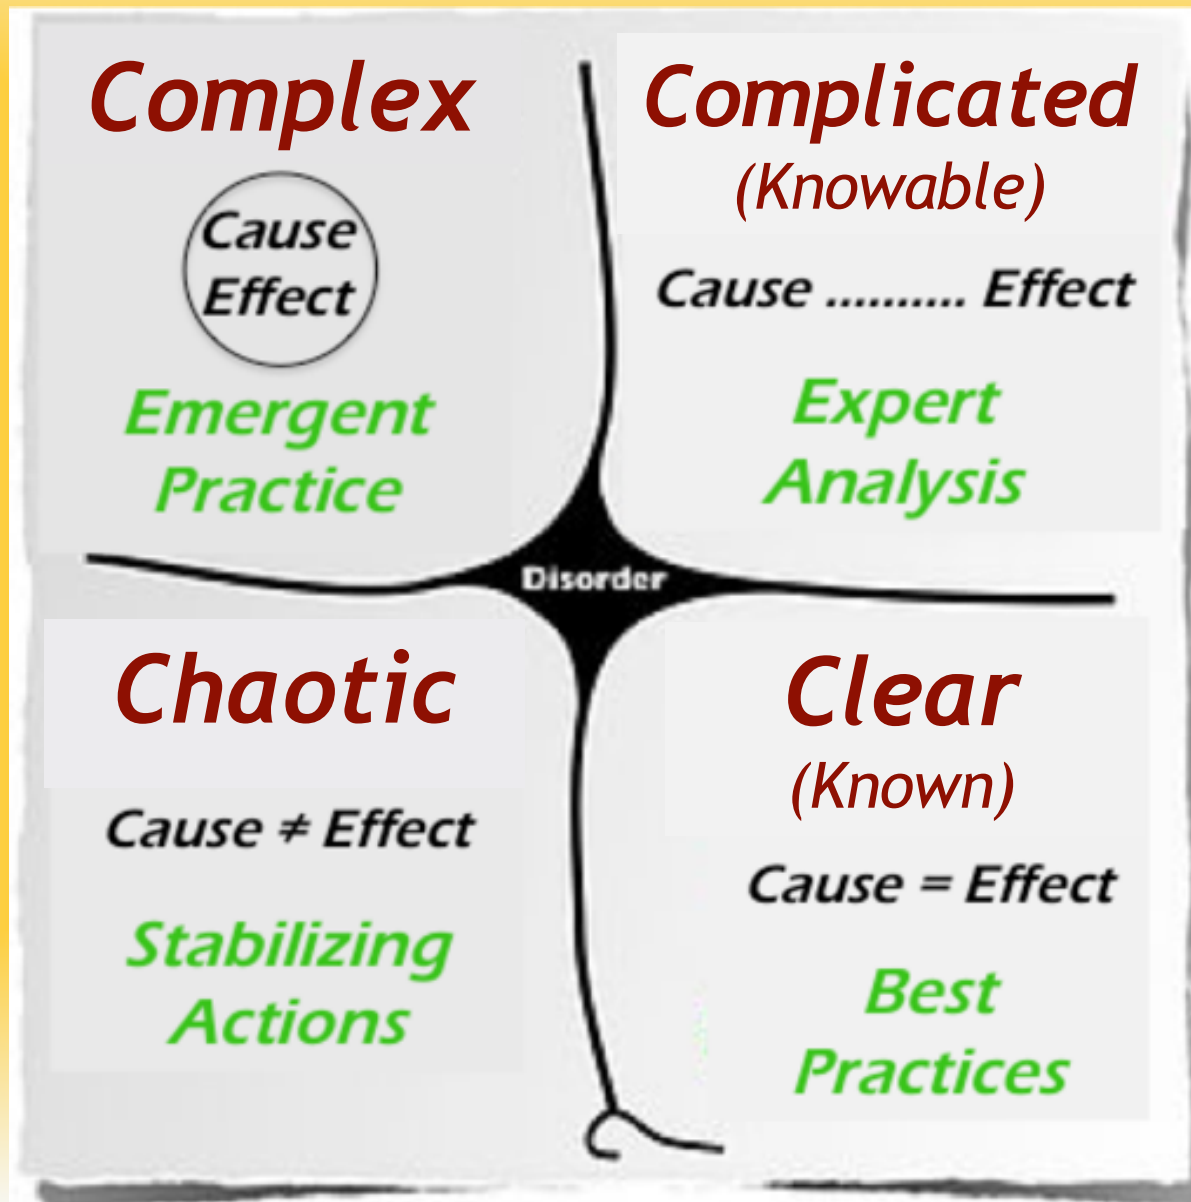 Complex
Cause
Effect
Emergent
Practice
Complicated
(Knowable)
Cause .......... Effect
Expert
Analysis
Disorder
Chaotic
Cause ≠ Effect
Stabilizing
Actions
Clear
(Known)
Cause = Effect
Best
Practices